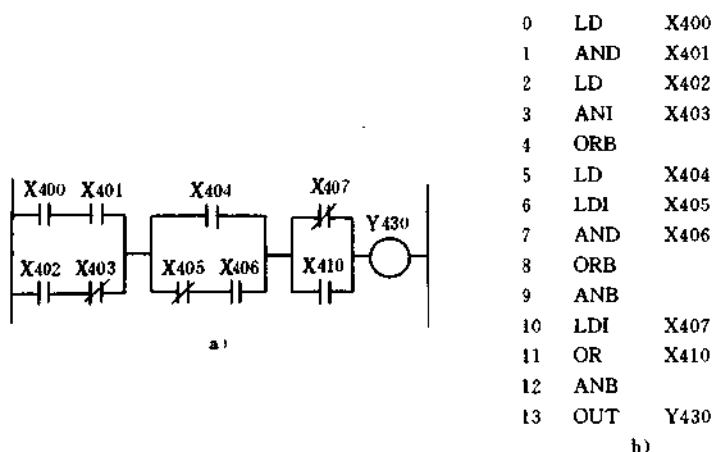 X400 X401 X404 X407 Y430
X402 X403 X405 X406 X410
a)
0 LD X400
1 AND X401
2 LD X402
3 ANI X403
4 ORB
5 LD X404
6 LDI X405
7 AND X406
8 ORB
9 ANB
10 LDI X407
11 OR X410
12 ANB
13 OUT Y430
b)